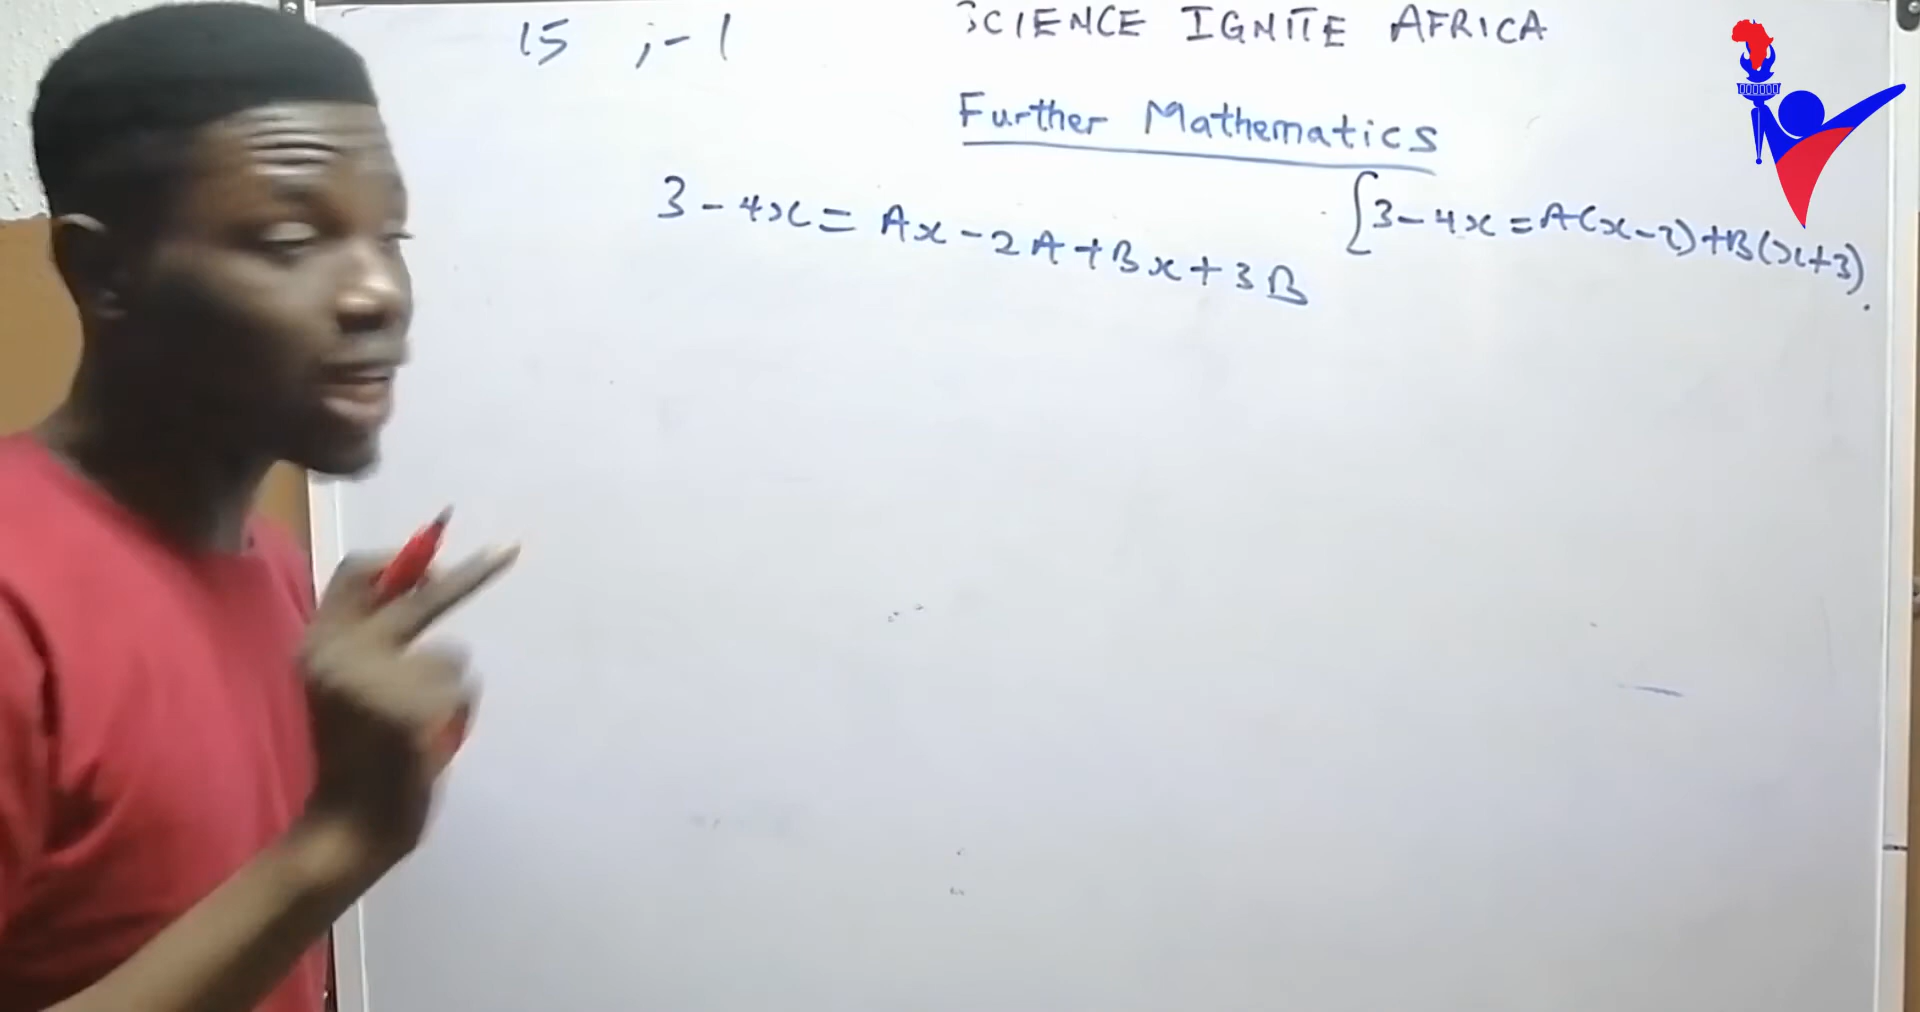 15 ; -1
SCIENCE IGNITE AFRICA
Further Mathematics
3 - 4x = Ax - 2A + Bx + 3B
[3 - 4x = A(x - 2) + B(x + 3).